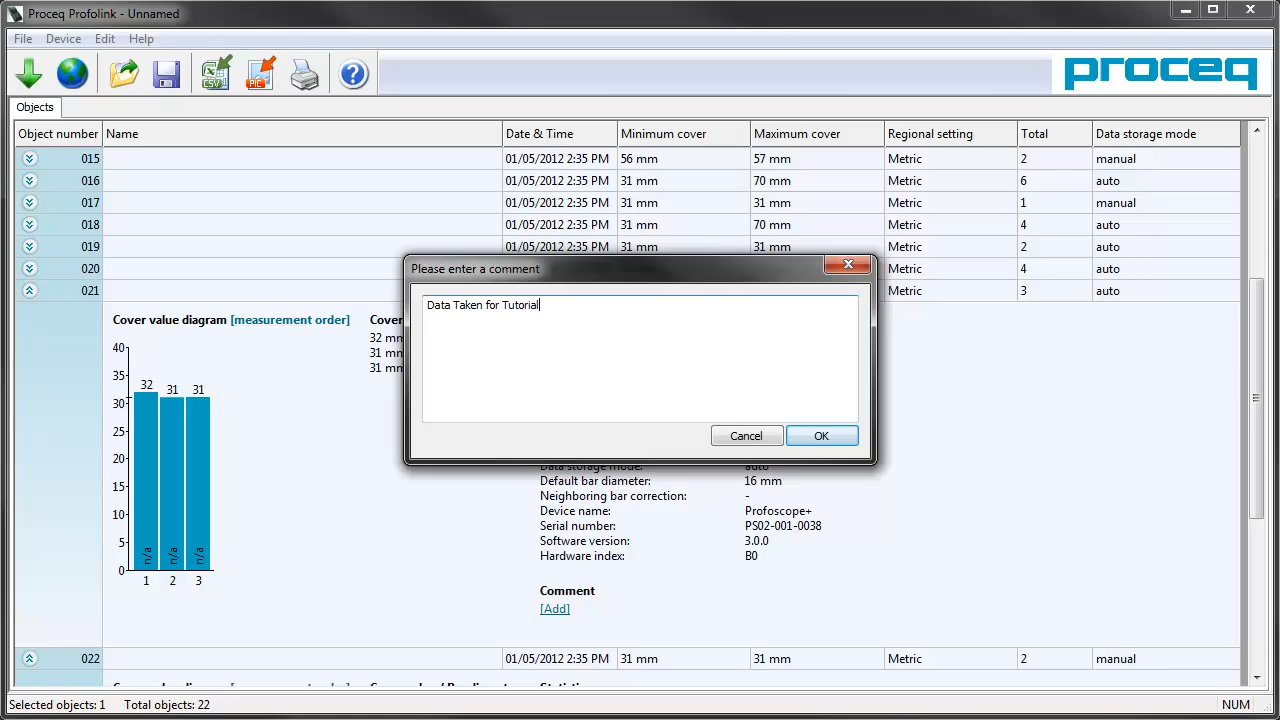 Proceq Profolink - Unnamed
File Device Edit Help
CSV PIC ? proceq
Objects
Object number Name Date & Time Minimum cover Maximum cover Regional setting Total Data storage mode
015 01/05/2012 2:35 PM 56 mm 57 mm Metric 2 manual
016 01/05/2012 2:35 PM 31 mm 70 mm Metric 6 auto
017 01/05/2012 2:35 PM 31 mm 31 mm Metric 1 manual
018 01/05/2012 2:35 PM 31 mm 70 mm Metric 4 auto
019 01/05/2012 2:35 PM 31 mm 31 mm Metric 2 auto
020 Metric 4 auto
021 Metric 3 auto
Please enter a comment
Data Taken for Tutorial
Cancel OK
Cover value diagram [measurement order] Cover
32 mm
31 mm
31 mm
40
35
30
25
20
15
10
5
0
32 31 31
n/a n/a n/a
1 2 3
Data storage mode: auto
Default bar diameter: 16 mm
Neighboring bar correction: -
Device name: Profoscope+
Serial number: PS02-001-0038
Software version: 3.0.0
Hardware index: B0
Comment
[Add]
022 01/05/2012 2:35 PM 31 mm 31 mm Metric 2 manual
Selected objects: 1 Total objects: 22 NUM